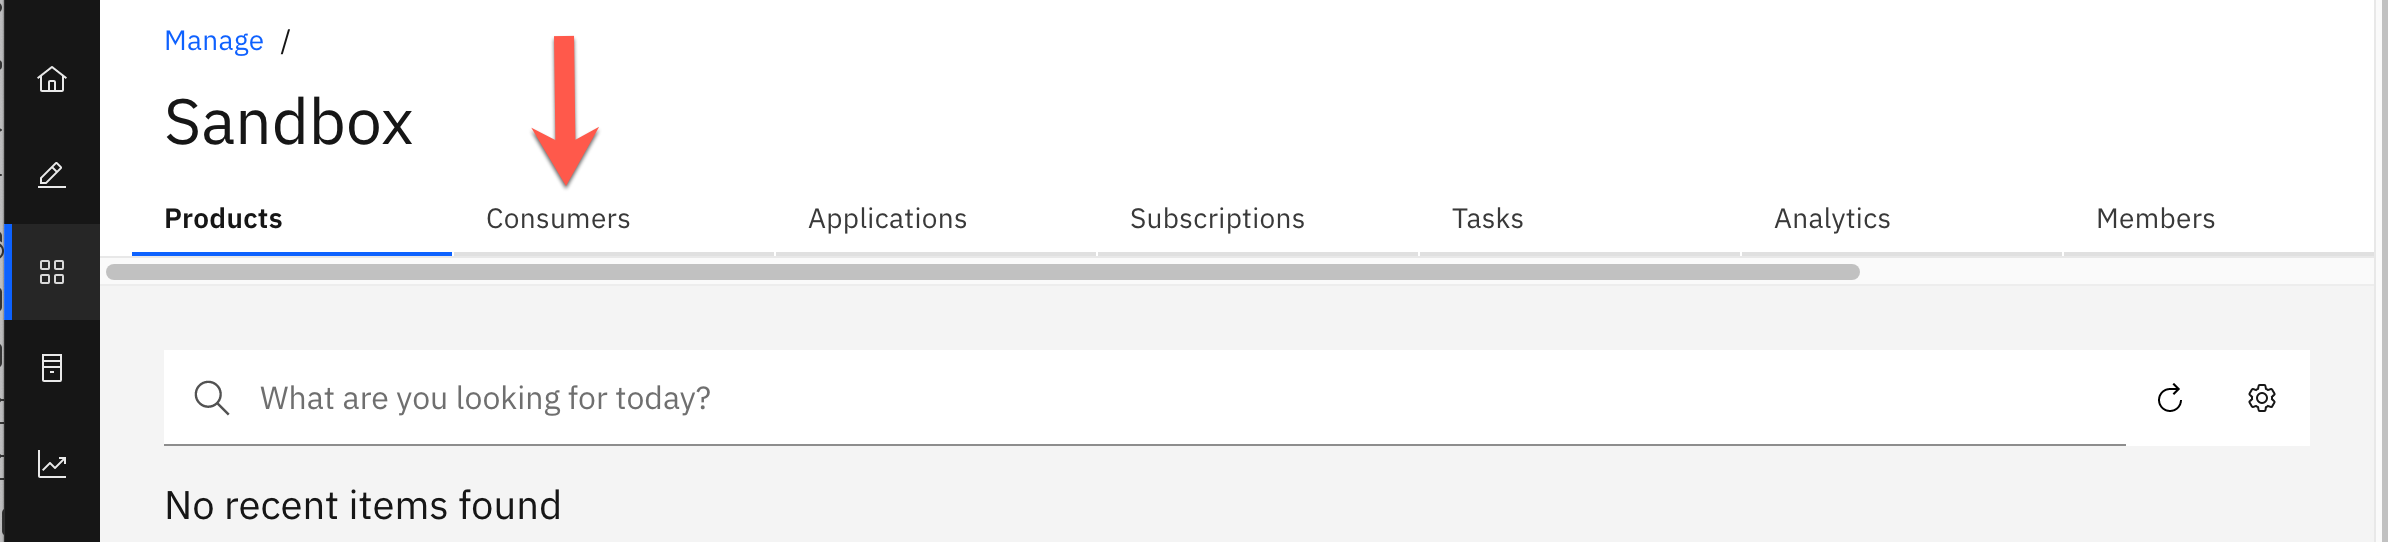 Manage /
Sandbox
Products Consumers Applications Subscriptions Tasks Analytics Members
What are you looking for today?
No recent items found